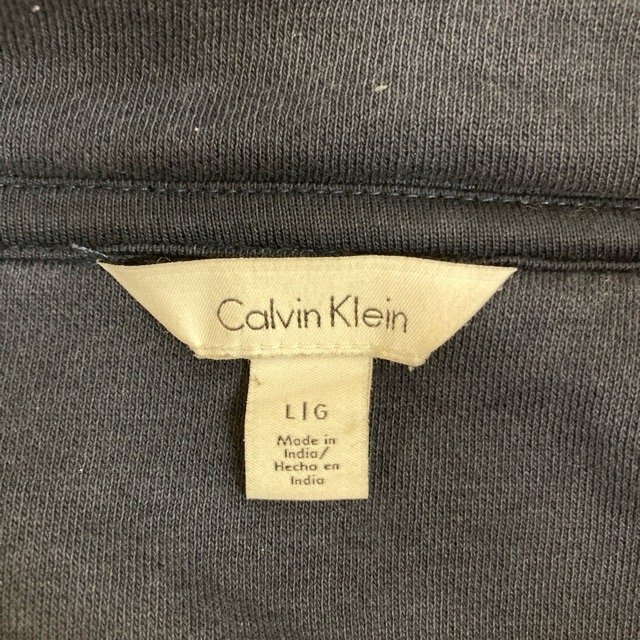 Calvin Klein
L|G
Made in
India/
Hecho en
India